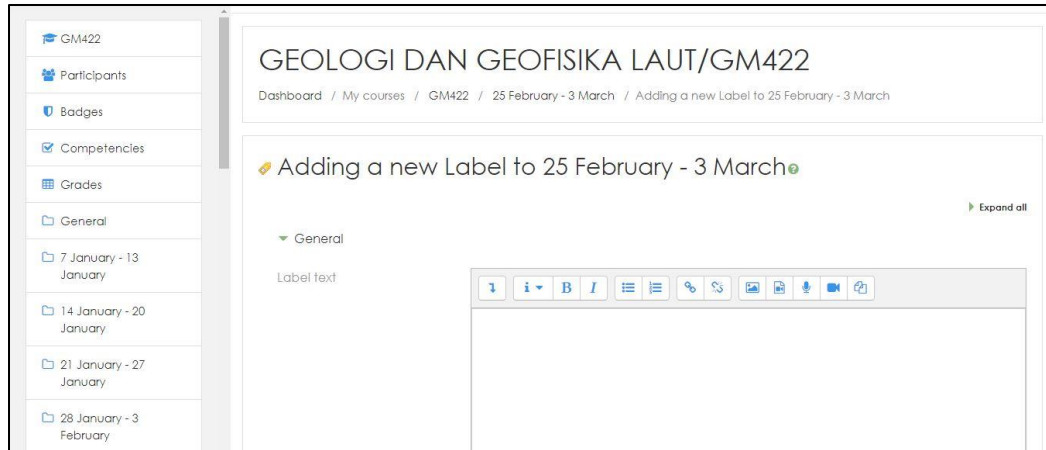 GM422
Participants
Badges
Competencies
Grades
General
7 January - 13
January
14 January - 20
January
21 January - 27
January
28 January - 3
February
GEOLOGI DAN GEOFISIKA LAUT/GM422
Dashboard / My courses / GM422 / 25 February - 3 March / Adding a new Label to 25 February - 3 March
Adding a new Label to 25 February - 3 March
Expand all
General
Label text
B I